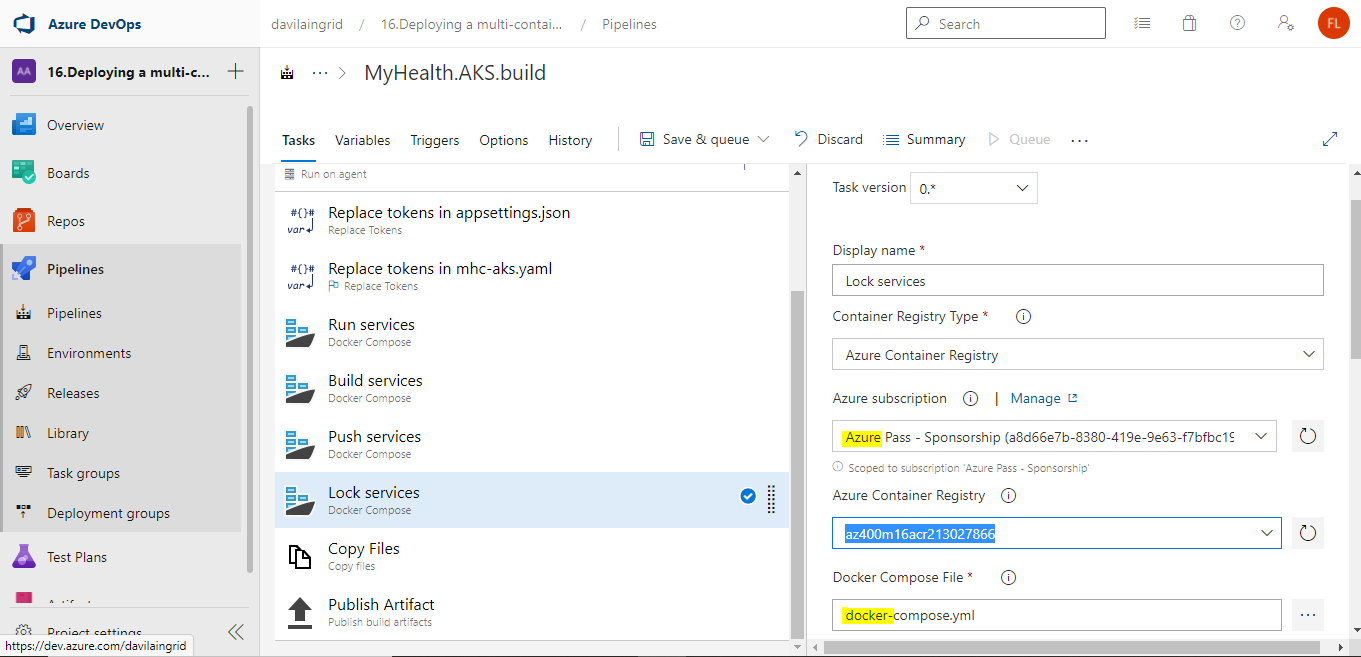 Azure DevOps
davilaingrid / 16.Deploying a multi-contai... / Pipelines
Search
FL
AA
16.Deploying a multi-c...
... > MyHealth.AKS.build
Overview
Boards
Repos
Pipelines
Pipelines
Environments
Releases
Library
Task groups
Deployment groups
Test Plans
Project settings
https://dev.azure.com/davilaingrid
Tasks Variables Triggers Options History Save & queue Discard Summary Queue ...
Run on agent
#{}#
var
Replace tokens in appsettings.json
Replace Tokens
#{}#
var
Replace tokens in mhc-aks.yaml
Replace Tokens
Run services
Docker Compose
Build services
Docker Compose
Push services
Docker Compose
Lock services
Docker Compose
Copy Files
Copy files
Publish Artifact
Publish build artifacts
Task version 0.*
Display name *
Lock services
Container Registry Type *
Azure Container Registry
Azure subscription | Manage
Azure Pass - Sponsorship (a8d66e7b-8380-419e-9e63-f7bfbc19
Scoped to subscription 'Azure Pass - Sponsorship'
Azure Container Registry
az400m16acr213027866
Docker Compose File *
docker-compose.yml
...